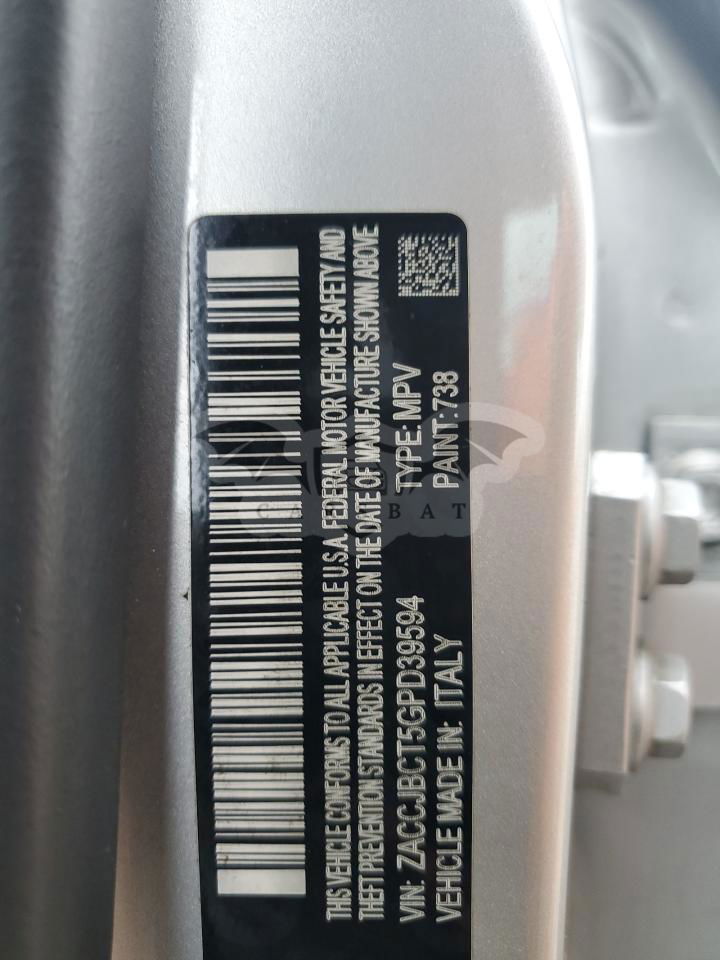 THIS VEHICLE CONFORMS TO ALL APPLICABLE U.S.A. FEDERAL MOTOR VEHICLE SAFETY AND
THEFT PREVENTION STANDARDS IN EFFECT ON THE DATE OF MANUFACTURE SHOWN ABOVE
VIN: ZACCJBCT5GPD39594 TYPE: MPV
VEHICLE MADE IN: ITALY PAINT:738